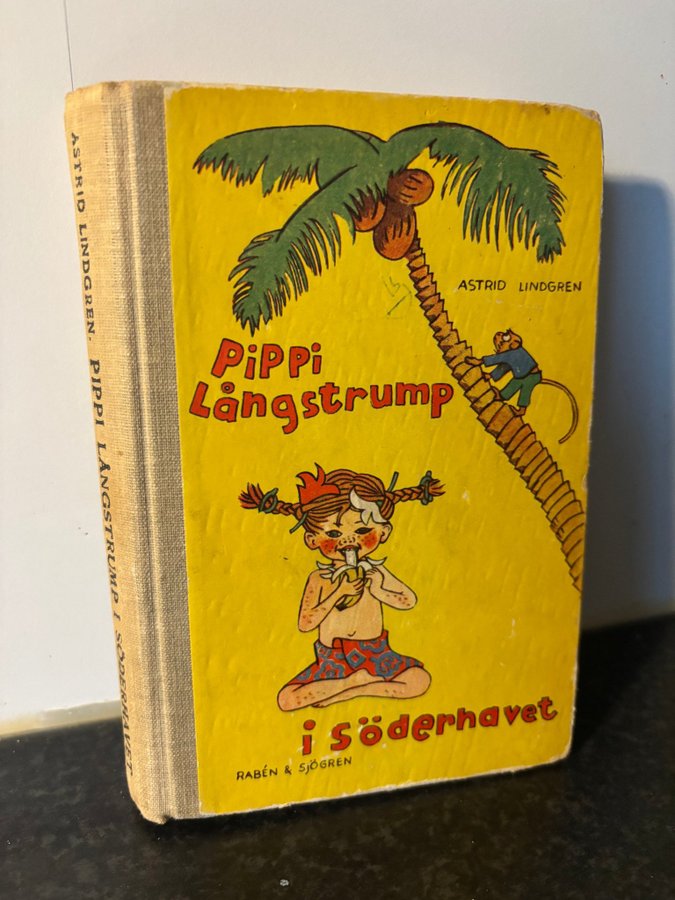 ASTRID LINDGREN. PIPPI LÅNGSTRUMP I SÖDERHAVET
ASTRID LINDGREN
PiPPi
Långstrump
i Söderhavet
RABÉN & SJÖGREN